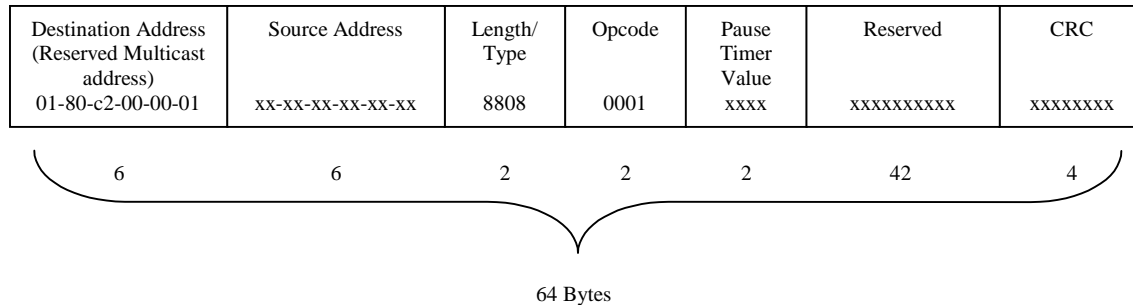 Destination Address
(Reserved Multicast
address)
01-80-c2-00-00-01
Source Address
xx-xx-xx-xx-xx-xx
Length/
Type
8808
Opcode
0001
Pause
Timer
Value
xxxx
Reserved
xxxxxxxxxx
CRC
xxxxxxxx
6
6
2
2
2
42
4
64 Bytes